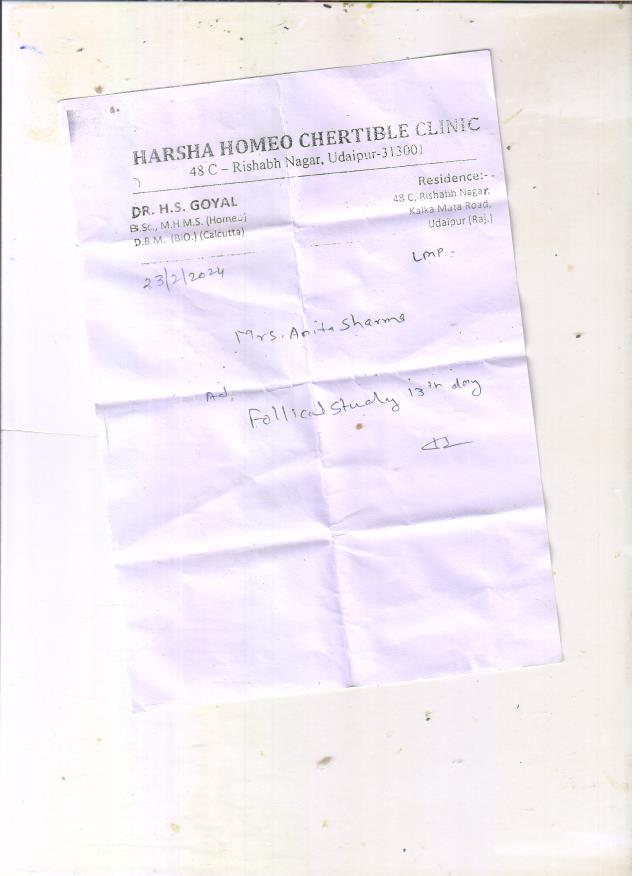 HARSHA HOMEO CHERTIBLE CLINIC
48 C – Rishabh Nagar, Udaipur-313001
DR. H.S. GOYAL
B.Sc., M.H.M.S. (Homeo)
D.B.M. (BIO.) (Calcutta)
Residence:-
48 C, Rishabh Nagar,
Kalka Mata Road,
Udaipur (Raj.)
23/2/2024
LMP:
Mrs. Anita Sharma
Ad.
Follical Study 13th day